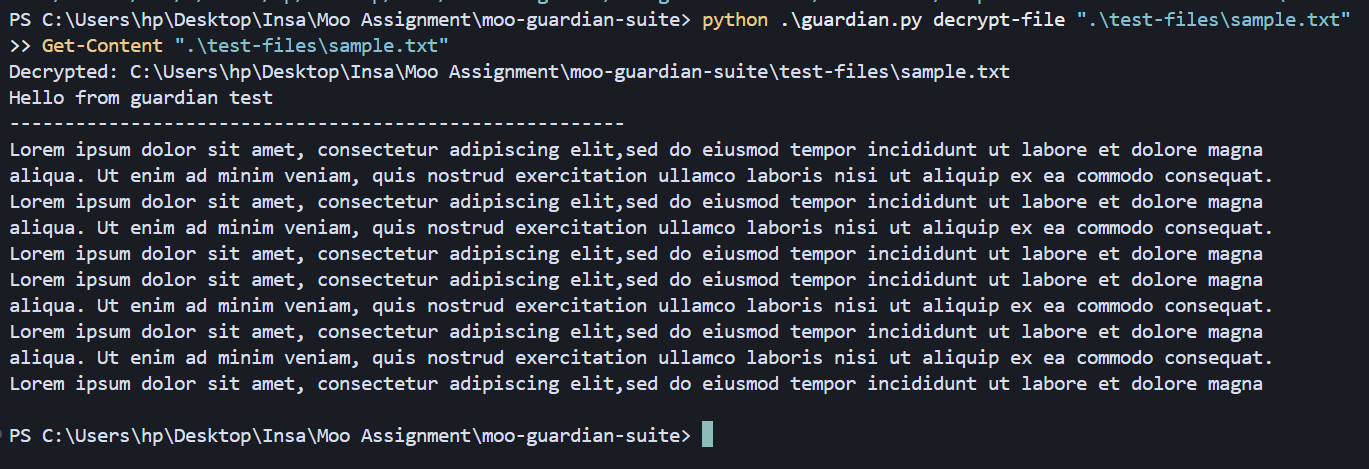 PS C:\Users\hp\Desktop\Insa\Moo Assignment\moo-guardian-suite> python .\guardian.py decrypt-file ".\test-files\sample.txt"
>> Get-Content ".\test-files\sample.txt"
Decrypted: C:\Users\hp\Desktop\Insa\Moo Assignment\moo-guardian-suite\test-files\sample.txt
Hello from guardian test
--------------------------------------------------------
Lorem ipsum dolor sit amet, consectetur adipiscing elit,sed do eiusmod tempor incididunt ut labore et dolore magna
aliqua. Ut enim ad minim veniam, quis nostrud exercitation ullamco laboris nisi ut aliquip ex ea commodo consequat.
Lorem ipsum dolor sit amet, consectetur adipiscing elit,sed do eiusmod tempor incididunt ut labore et dolore magna
aliqua. Ut enim ad minim veniam, quis nostrud exercitation ullamco laboris nisi ut aliquip ex ea commodo consequat.
Lorem ipsum dolor sit amet, consectetur adipiscing elit,sed do eiusmod tempor incididunt ut labore et dolore magna
Lorem ipsum dolor sit amet, consectetur adipiscing elit,sed do eiusmod tempor incididunt ut labore et dolore magna
aliqua. Ut enim ad minim veniam, quis nostrud exercitation ullamco laboris nisi ut aliquip ex ea commodo consequat.
Lorem ipsum dolor sit amet, consectetur adipiscing elit,sed do eiusmod tempor incididunt ut labore et dolore magna
aliqua. Ut enim ad minim veniam, quis nostrud exercitation ullamco laboris nisi ut aliquip ex ea commodo consequat.
Lorem ipsum dolor sit amet, consectetur adipiscing elit,sed do eiusmod tempor incididunt ut labore et dolore magna
PS C:\Users\hp\Desktop\Insa\Moo Assignment\moo-guardian-suite>